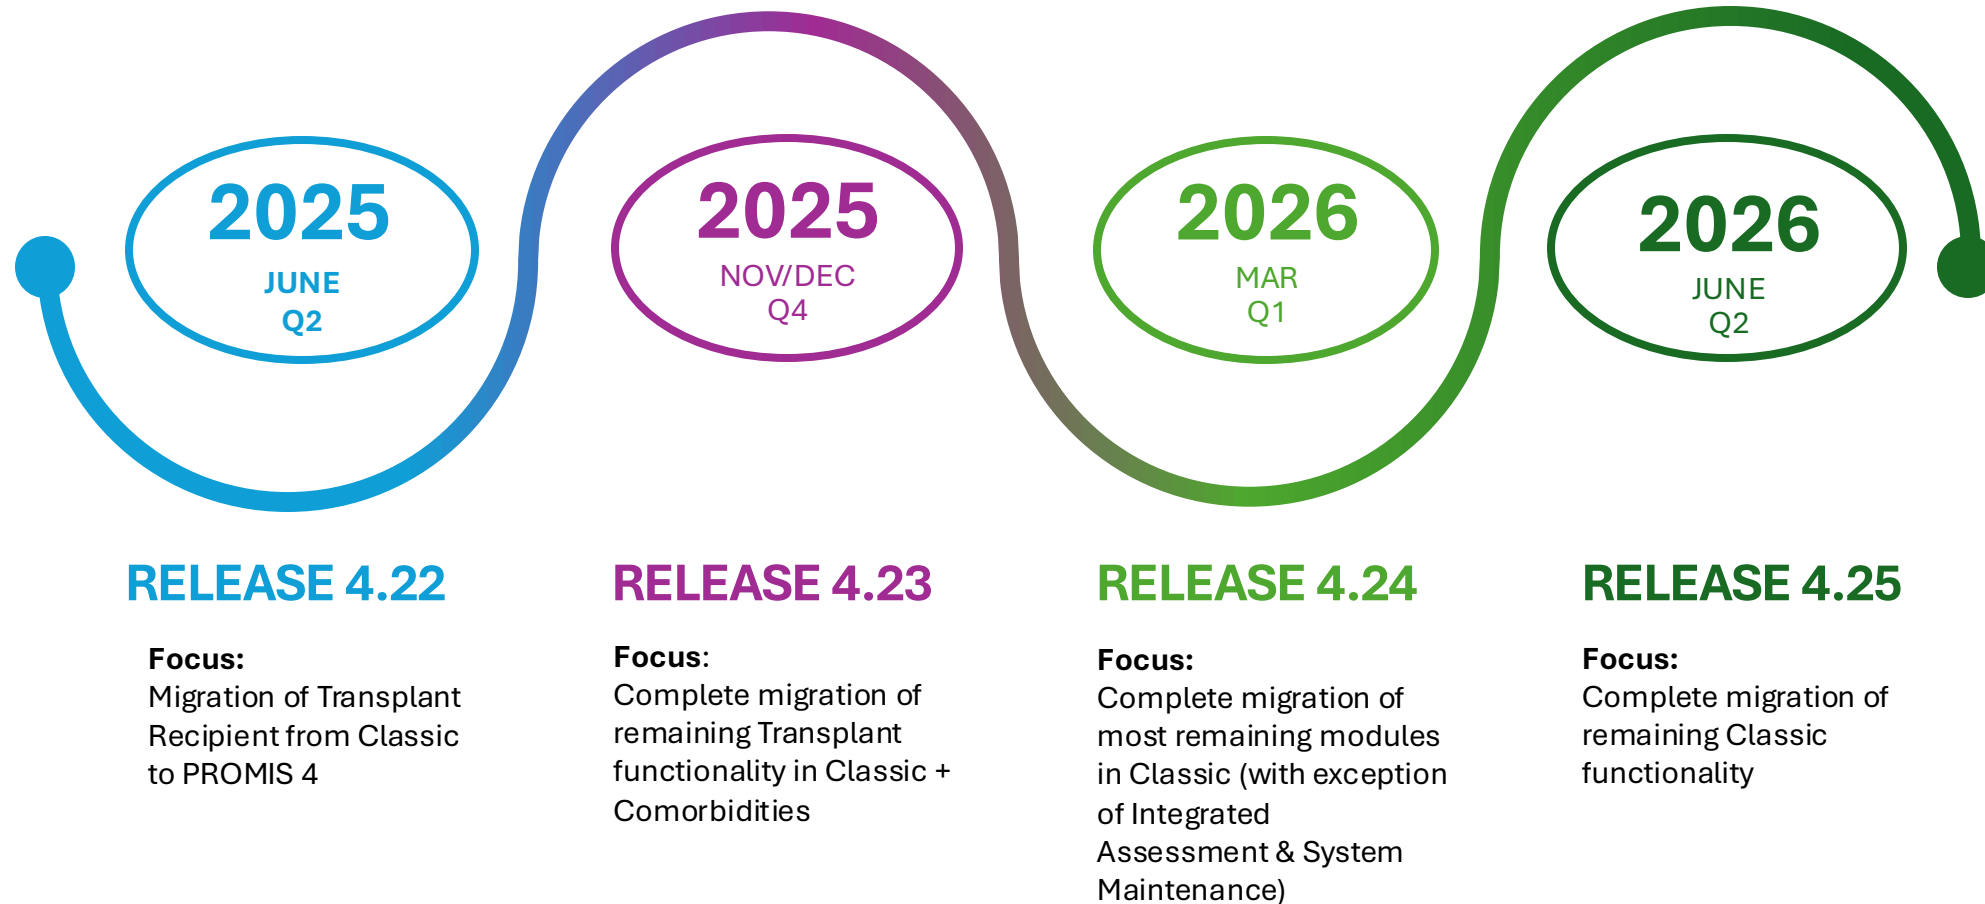 2025
JUNE
Q2
2025
NOV/DEC
Q4
2026
MAR
Q1
2026
JUNE
Q2
RELEASE 4.22
Focus:
Migration of Transplant
Recipient from Classic
to PROMIS 4
RELEASE 4.23
Focus:
Complete migration of
remaining Transplant
functionality in Classic +
Comorbidities
RELEASE 4.24
Focus:
Complete migration of
most remaining modules
in Classic (with exception
of Integrated
Assessment & System
Maintenance)
RELEASE 4.25
Focus:
Complete migration of
remaining Classic
functionality